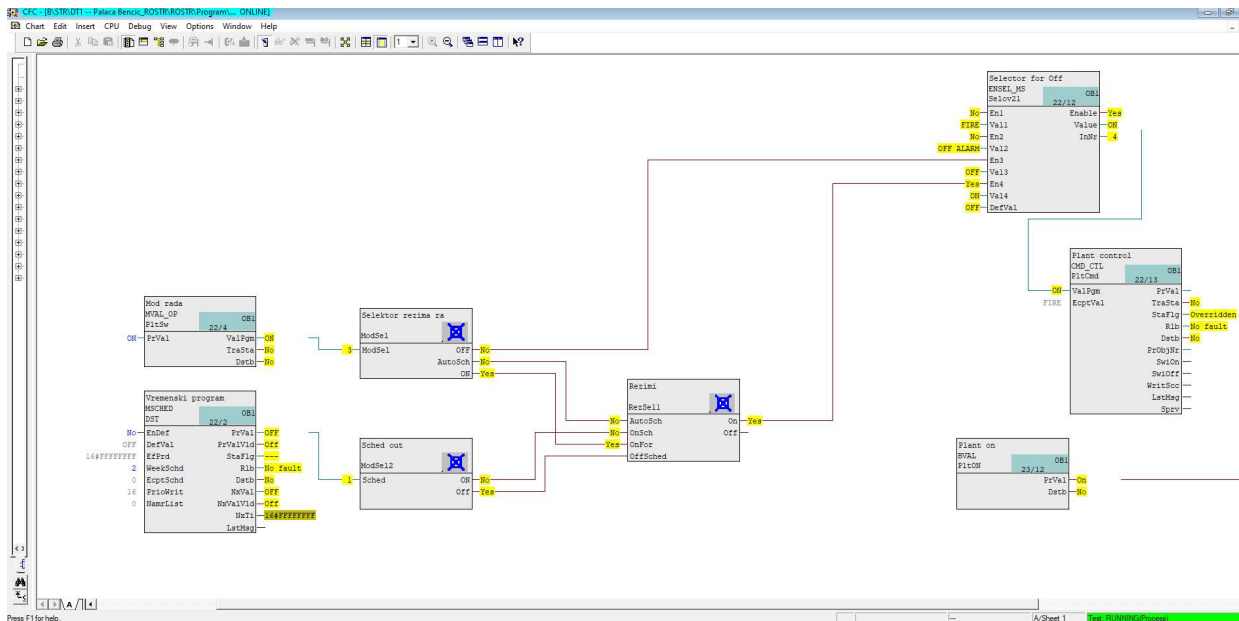 CFC - [B\STR\DT1 -- Palaca Bencic_ROSTR\ROSTR\Program\... ONLINE]
Chart Edit Insert CPU Debug View Options Window Help
1
Selector for Off
ENSEL_MS OB1
Selov21 22/12
No En1 Enable Yes
FIRE Val1 Value ON
No En2 InNr 4
OFF ALARM Val2
En3
OFF Val3
Yes En4
ON Val4
OFF DefVal
Plant control
CMD_CTL OB1
PltCmd 22/13
ON ValPgm PrVal
FIRE EcptVal TraSta No
StaFlg Overridden
Rlb No fault
Dstb No
PrObjNr
SwiOn
SwiOff
WritScc
LstMsg
Sprv
Mod rada
MVAL_OP OB1
PltSw 22/4
ON PrVal ValPgm ON
TraSta No
Dstb No
Selektor rezima ra
ModSel
3 ModSel OFF No
AutoSch No
ON Yes
Vremenski program
MSCHED OB1
DST 22/2
No EnDef PrVal OFF
OFF DefVal PrValVld Off
16#FFFFFFFF EfPrd StaFlg ---
2 WeekSchd Rlb No fault
0 EcptSchd Dstb No
16 PrioWrit NxVal OFF
0 NamrList NxValVld Off
NxTi 16#FFFFFFFF
LstMsg
Sched out
ModSel2
1 Sched ON No
Off Yes
Rezimi
RezSel1
No AutoSch On Yes
No OnSch Off
Yes OnFor
OffSched
Plant on
BVAL OB1
PltON 23/12
PrVal On
Dstb No
A
Press F1 for help.
A/Sheet 1
Test: RUNNING(Process)